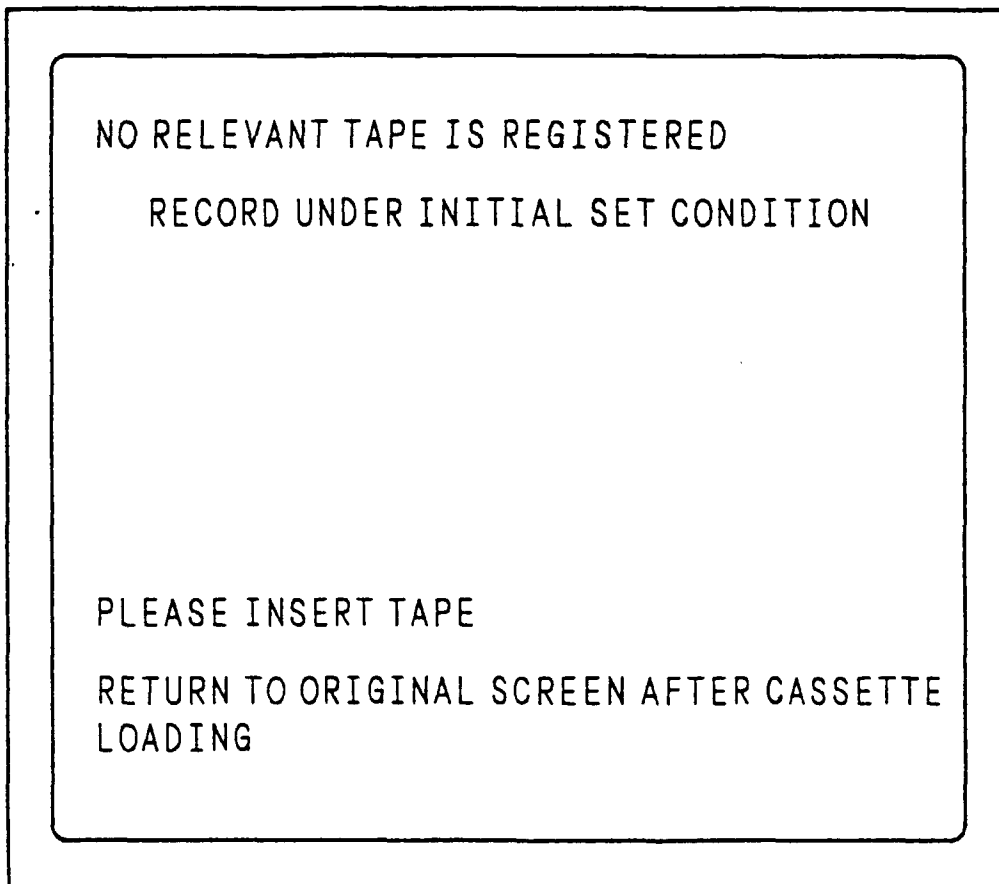 NO RELEVANT TAPE IS REGISTERED
RECORD UNDER INITIAL SET CONDITION
PLEASE INSERT TAPE
RETURN TO ORIGINAL SCREEN AFTER CASSETTE
LOADING